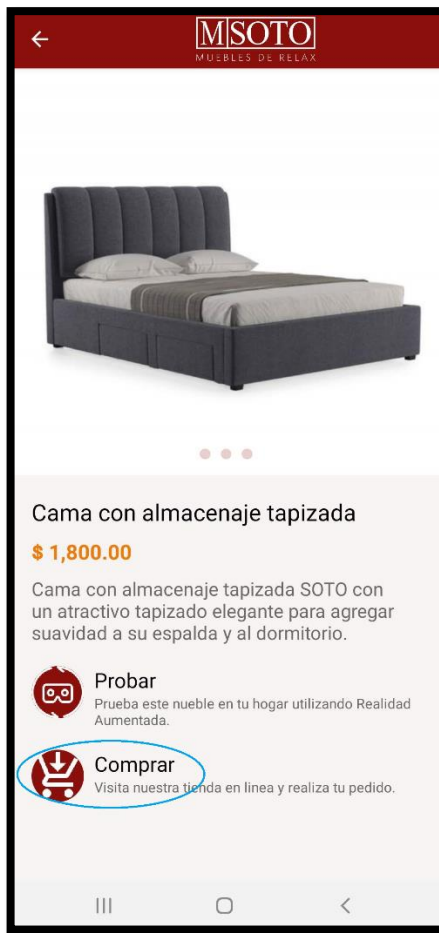 M|SOTO
MUEBLES DE RELAX
Cama con almacenaje tapizada
$ 1,800.00
Cama con almacenaje tapizada SOTO con
un atractivo tapizado elegante para agregar
suavidad a su espalda y al dormitorio.
Probar
Prueba este nueble en tu hogar utilizando Realidad
Aumentada.
Comprar
Visita nuestra tienda en linea y realiza tu pedido.